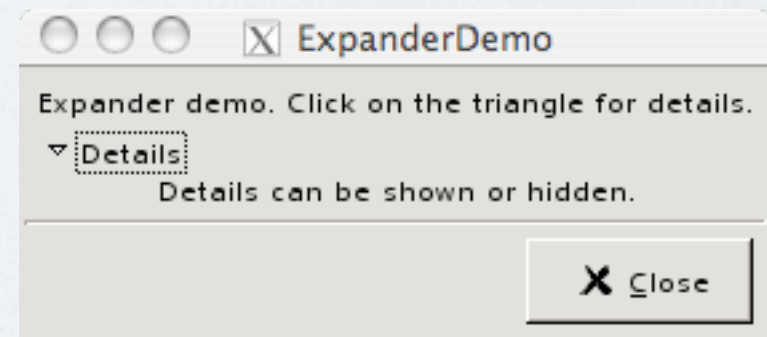 ExpanderDemo
Expander demo. Click on the triangle for details.
Details
Details can be shown or hidden.
Close